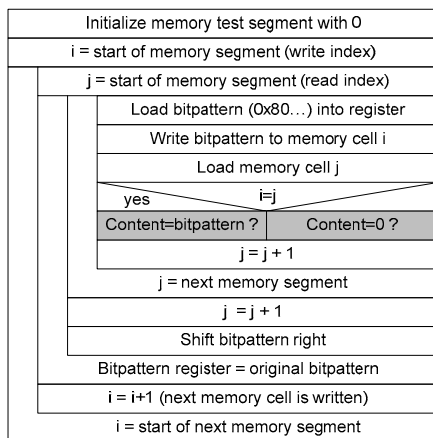 Initialize memory test segment with 0
i = start of memory segment (write index)
j = start of memory segment (read index)
Load bitpattern (0x80...) into register
Write bitpattern to memory cell i
Load memory cell j
i=j
yes
Content=bitpattern ? Content=0 ?
j = j + 1
j = next memory segment
j = j + 1
Shift bitpattern right
Bitpattern register = original bitpattern
i = i+1 (next memory cell is written)
i = start of next memory segment